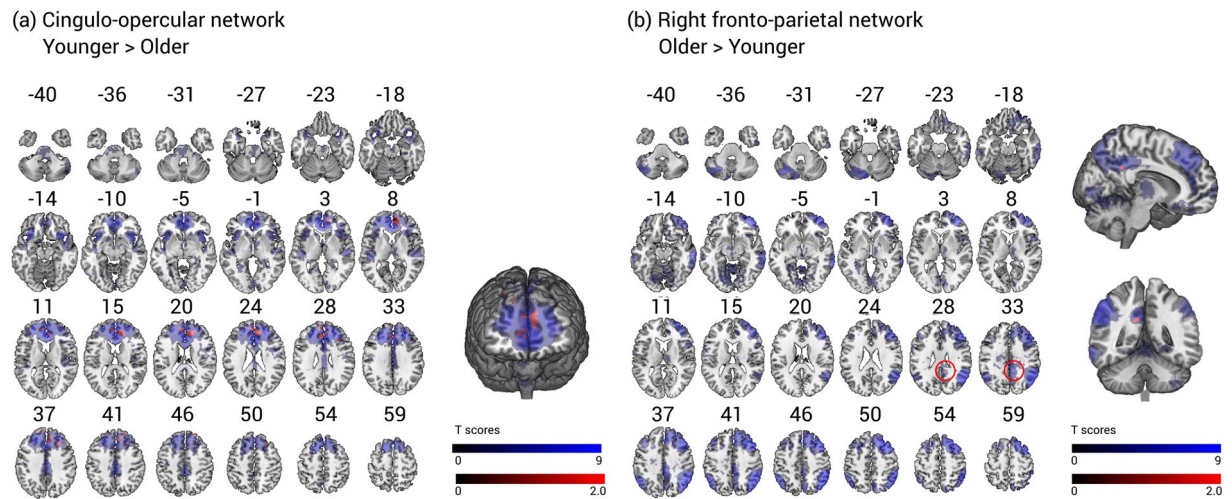 (a) Cingulo-opercular network
Younger > Older
-40 -36 -31 -27 -23 -18
-14 -10 -5 -1 3 8
11 15 20 24 28 33
37 41 46 50 54 59
T scores
0 9
0 2.0
(b) Right fronto-parietal network
Older > Younger
-40 -36 -31 -27 -23 -18
-14 -10 -5 -1 3 8
11 15 20 24 28 33
37 41 46 50 54 59
T scores
0 9
0 2.0